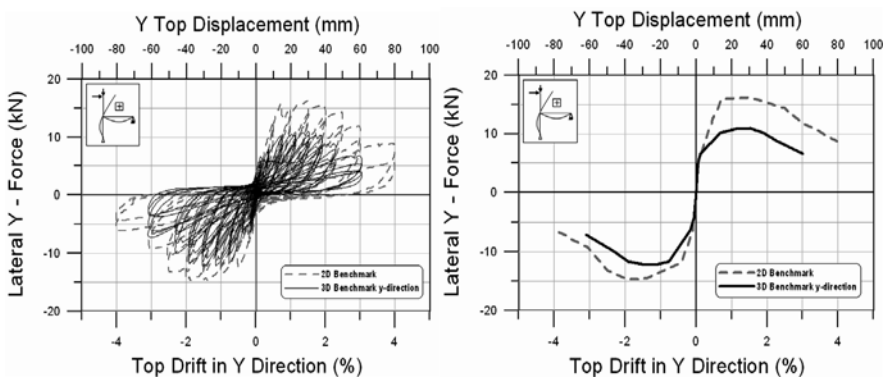 Y Top Displacement (mm)
-100 -80 -60 -40 -20 0 20 40 60 80 100
Lateral Y - Force (kN)
20
10
0
-10
-20
2D Benchmark
3D Benchmark y-direction
-4 -2 0 2 4
Top Drift in Y Direction (%)
Y Top Displacement (mm)
-100 -80 -60 -40 -20 0 20 40 60 80 100
Lateral Y - Force (kN)
20
10
0
-10
-20
2D Benchmark
3D Benchmark y-direction
-4 -2 0 2 4
Top Drift in Y Direction (%)